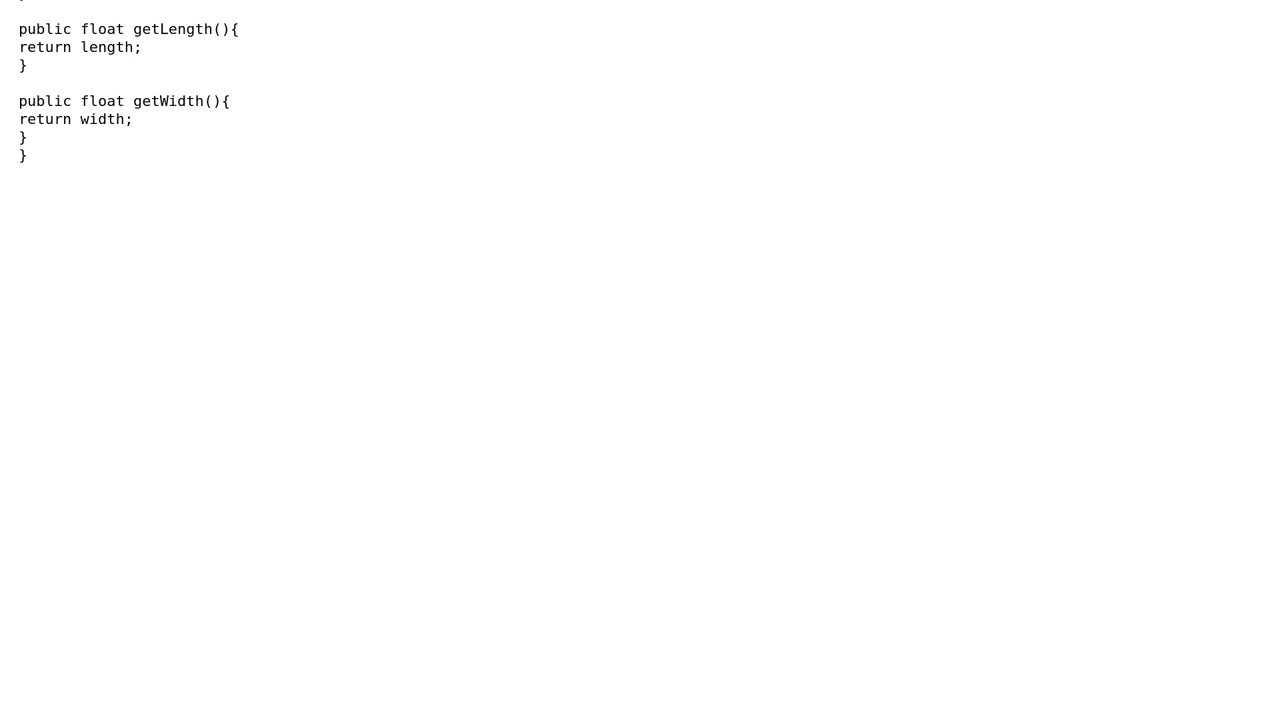 public float getLength(){
return length;
}
public float getWidth(){
return width;
}
}